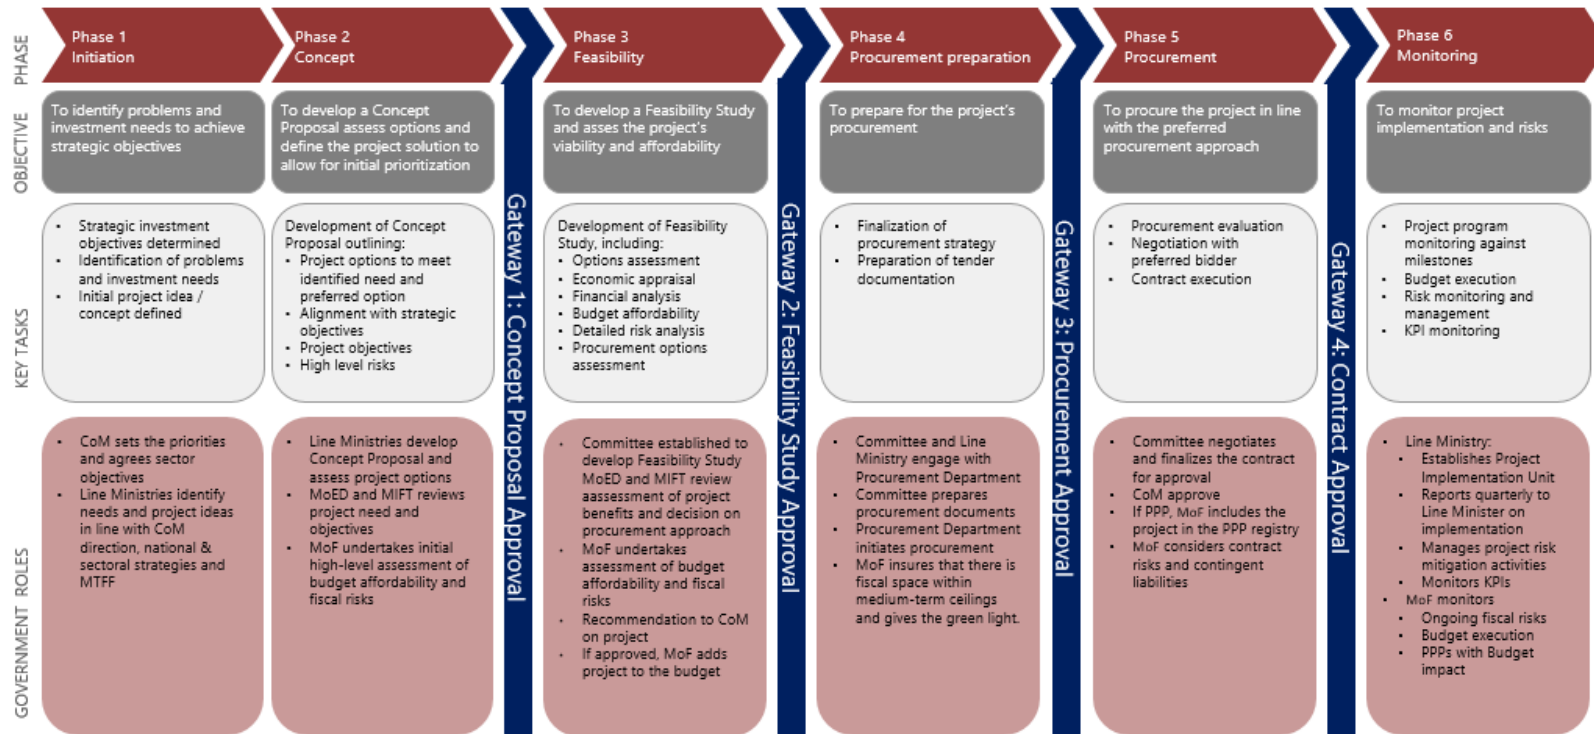 PHASE
Phase 1
Initiation
Phase 2
Concept
Phase 3
Feasibility
Phase 4
Procurement preparation
Phase 5
Procurement
Phase 6
Monitoring
OBJECTIVE
To identify problems and
investment needs to achieve
strategic objectives
To develop a Concept
Proposal assess options and
define the project solution to
allow for initial prioritization
To develop a Feasibility Study
and asses the project's
viability and affordability
To prepare for the project's
procurement
To procure the project in line
with the preferred
procurement approach
To monitor project
implementation and risks
KEY TASKS
• Strategic investment
objectives determined
• Identification of problems
and investment needs
• Initial project idea /
concept defined
Development of Concept
Proposal outlining:
• Project options to meet
identified need and
preferred option
• Alignment with strategic
objectives
• Project objectives
• High level risks
Development of Feasibility
Study, including:
• Options assessment
• Economic appraisal
• Financial analysis
• Budget affordability
• Detailed risk analysis
• Procurement options
assessment
• Finalization of
procurement strategy
• Preparation of tender
documentation
• Procurement evaluation
• Negotiation with
preferred bidder
• Contract execution
• Project program
monitoring against
milestones
• Budget execution
• Risk monitoring and
management
• KPI monitoring
GOVERNMENT ROLES
• CoM sets the priorities
and agrees sector
objectives
• Line Ministries identify
needs and project ideas
in line with CoM
direction, national &
sectoral strategies and
MTFF
• Line Ministries develop
Concept Proposal and
assess project options
• MoED and MIFT reviews
project need and
objectives
• MoF undertakes initial
high-level assessment of
budget affordability and
fiscal risks
• Committee established to
develop Feasibility Study
MoED and MIFT review
aassessment of project
benefits and decision on
procurement approach
• MoF undertakes
assessment of budget
affordability and fiscal
risks
• Recommendation to CoM
on project
• If approved, MoF adds
project to the budget
• Committee and Line
Ministry engage with
Procurement Department
• Committee prepares
procurement documents
• Procurement Department
initiates procurement
• MoF insures that there is
fiscal space within
medium-term ceilings
and gives the green light.
• Committee negotiates
and finalizes the contract
for approval
• CoM approve
• If PPP, MoF includes the
project in the PPP registry
• MoF considers contract
risks and contingent
liabilities
• Line Ministry:
• Establishes Project
Implementation Unit
• Reports quarterly to
Line Minister on
implementation
• Manages project risk
mitigation activities
• Monitors KPIs
• MoF monitors
• Ongoing fiscal risks
• Budget execution
• PPPs with Budget
impact
Gateway 1: Concept Proposal Approval
Gateway 2: Feasibility Study Approval
Gateway 3: Procurement Approval
Gateway 4: Contract Approval